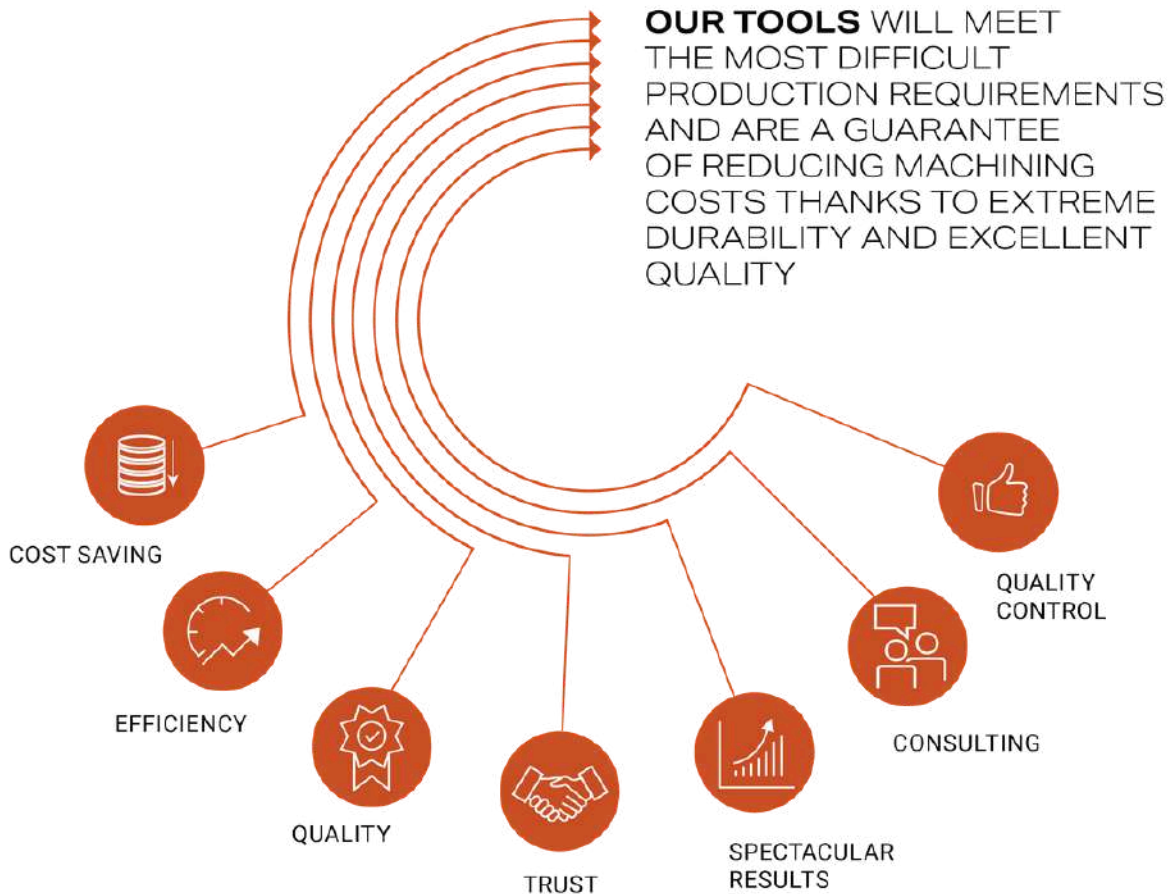 OUR TOOLS WILL MEET
THE MOST DIFFICULT
PRODUCTION REQUIREMENTS
AND ARE A GUARANTEE
OF REDUCING MACHINING
COSTS THANKS TO EXTREME
DURABILITY AND EXCELLENT
QUALITY
COST SAVING
EFFICIENCY
QUALITY
TRUST
SPECTACULAR
RESULTS
CONSULTING
QUALITY
CONTROL